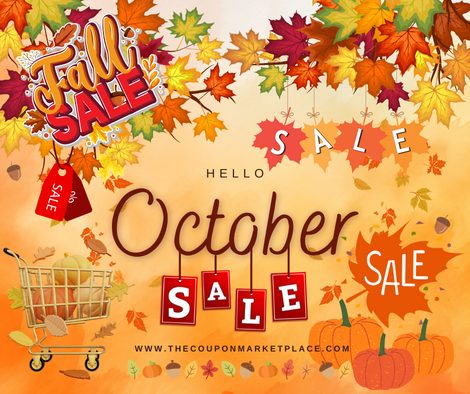 Fall
SALE
SALE
%
SALE
HELLO
October
SALE
SALE
WWW.THECOUPONMARKETPLACE.COM